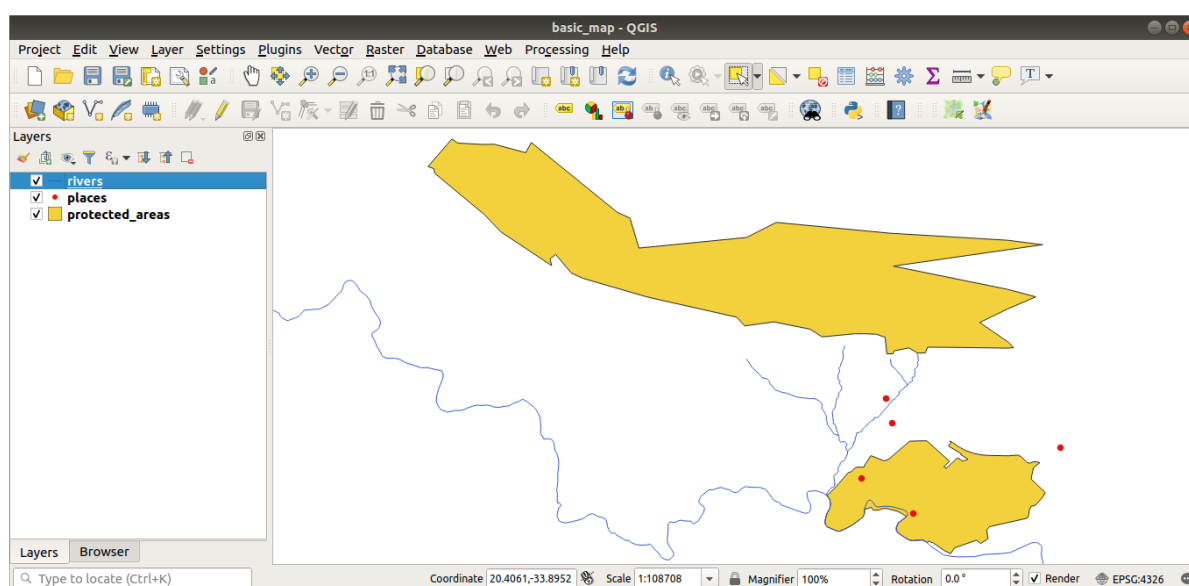 basic_map - QGIS
Project Edit View Layer Settings Plugins Vector Raster Database Web Processing Help
Layers
rivers
places
protected_areas
Layers Browser
Type to locate (Ctrl+K) Coordinate 20.4061,-33.8952 Scale 1:108708 Magnifier 100% Rotation 0.0 ° Render EPSG:4326